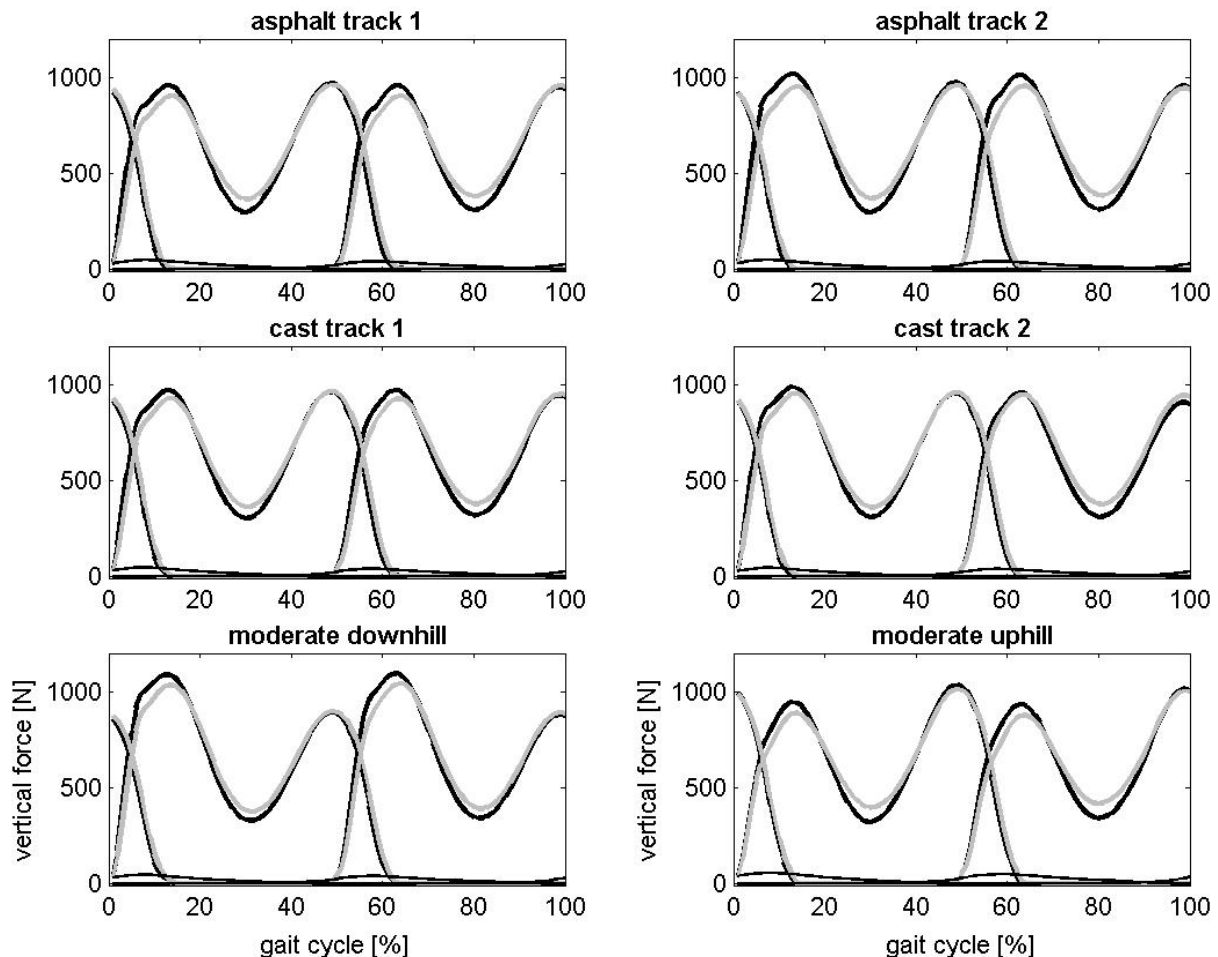 asphalt track 1
1000
500
0
0 20 40 60 80 100
asphalt track 2
1000
500
0
0 20 40 60 80 100
cast track 1
1000
500
0
0 20 40 60 80 100
cast track 2
1000
500
0
0 20 40 60 80 100
moderate downhill
vertical force [N]
1000
500
0
0 20 40 60 80 100
gait cycle [%]
moderate uphill
vertical force [N]
1000
500
0
0 20 40 60 80 100
gait cycle [%]